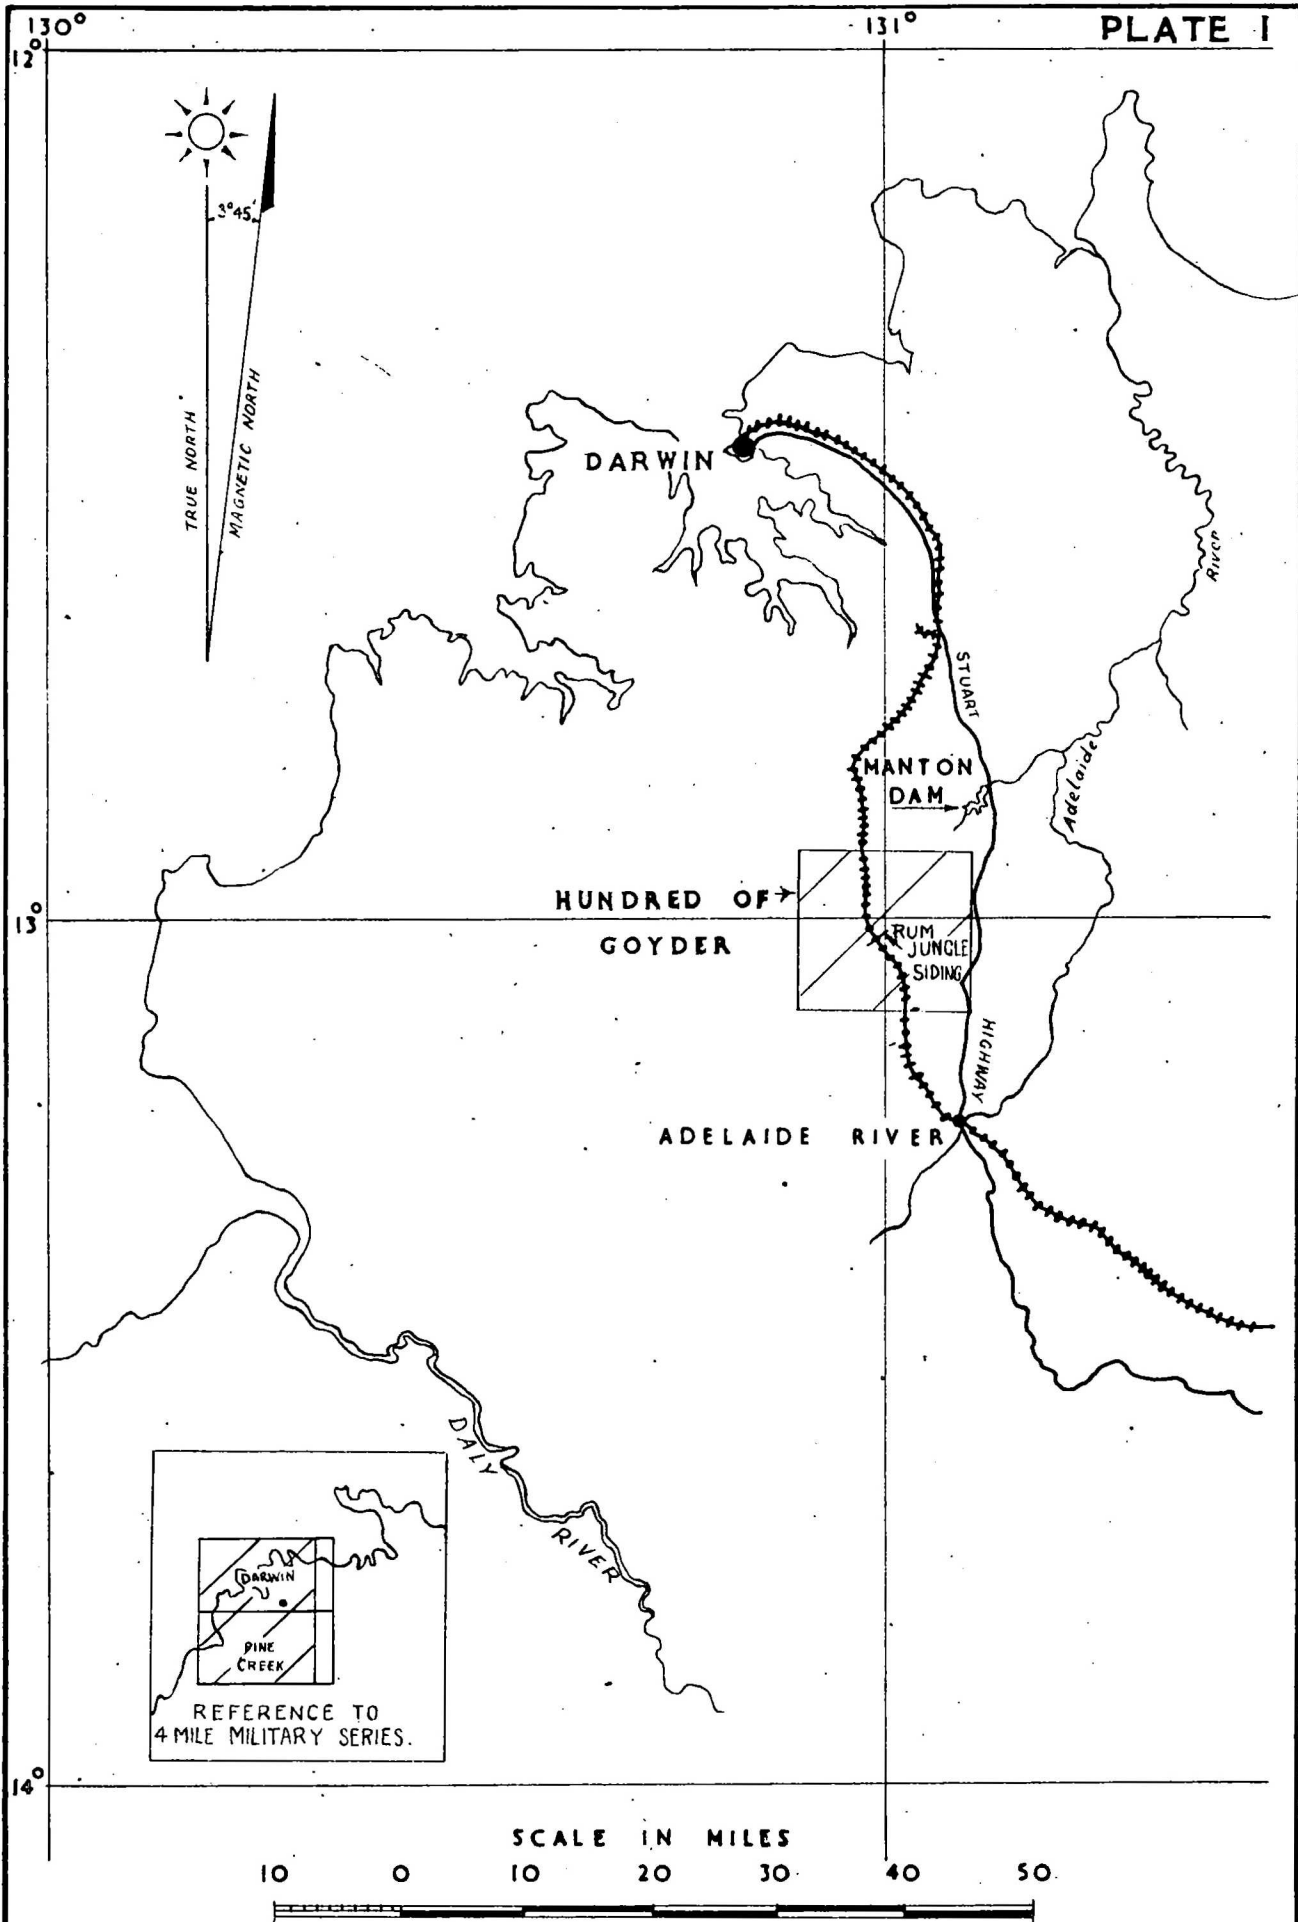 130°
131°
PLATE I
12°
3°45'
TRUE NORTH
MAGNETIC NORTH
DARWIN
River
STUART
MANTON
DAM
Adelaide
HUNDRED OF
GOYDER
13°
RUM
JUNGLE
SIDING
HIGHWAY
ADELAIDE RIVER
DALY
RIVER
DARWIN
PINE
CREEK
REFERENCE TO
4 MILE MILITARY SERIES.
14°
SCALE IN MILES
10 0 10 20 30 40 50